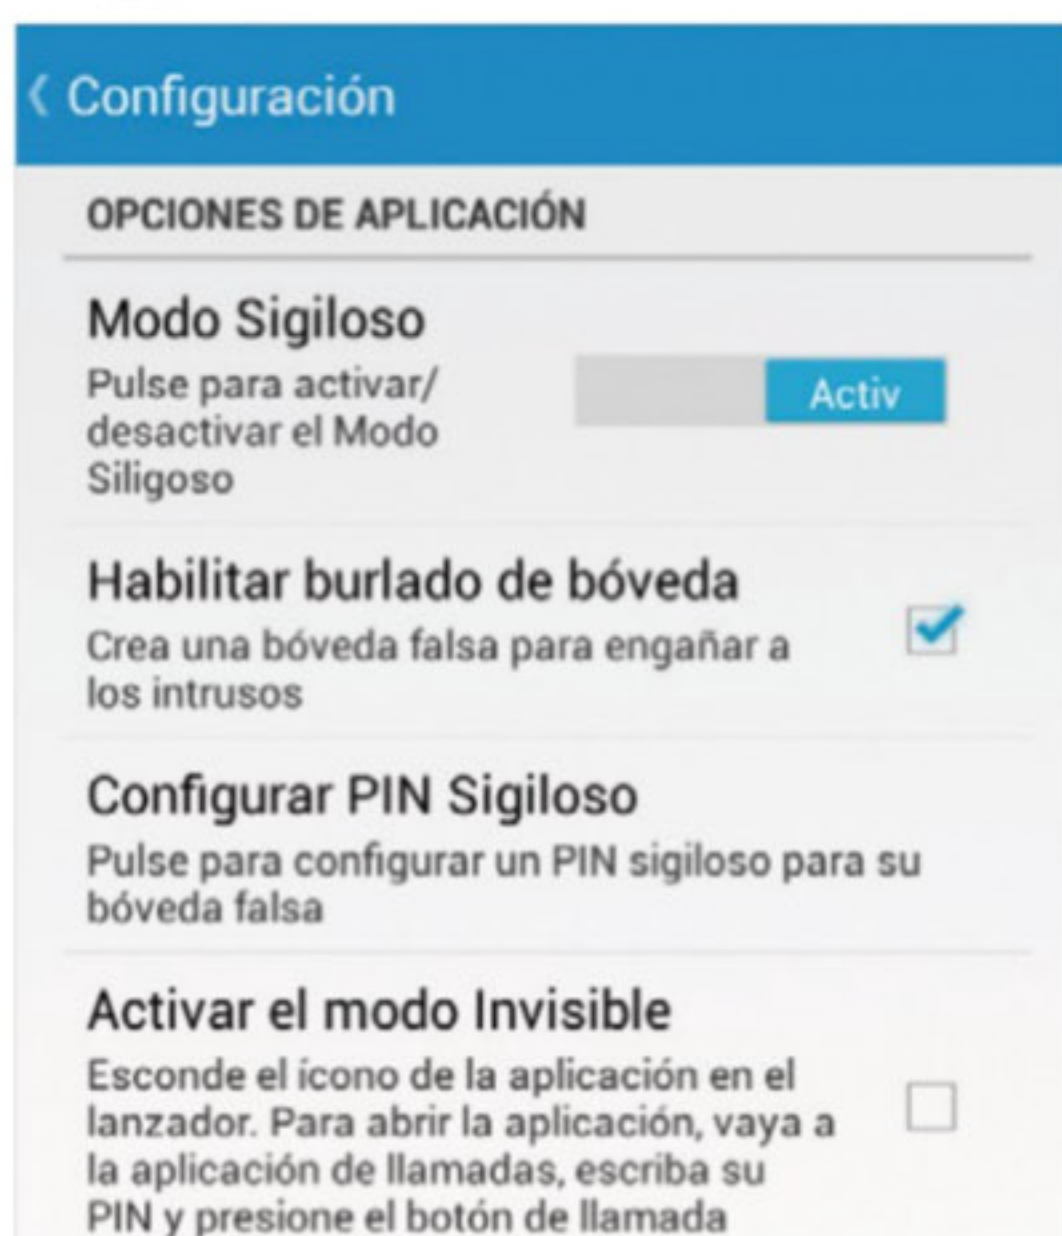 Configuración
OPCIONES DE APLICACIÓN
Modo Sigiloso
Pulse para activar/
desactivar el Modo
Siligoso
Activ
Habilitar burlado de bóveda
Crea una bóveda falsa para engañar a
los intrusos
Configurar PIN Sigiloso
Pulse para configurar un PIN sigiloso para su
bóveda falsa
Activar el modo Invisible
Esconde el ícono de la aplicación en el
lanzador. Para abrir la aplicación, vaya a
la aplicación de llamadas, escriba su
PIN y presione el botón de llamada